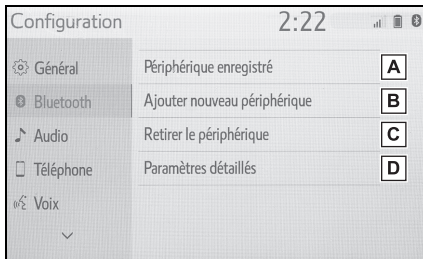 Configuration 2:22
Général
Bluetooth
Audio
Téléphone
Voix
Périphérique enregistré A
Ajouter nouveau périphérique B
Retirer le périphérique C
Paramètres détaillés D